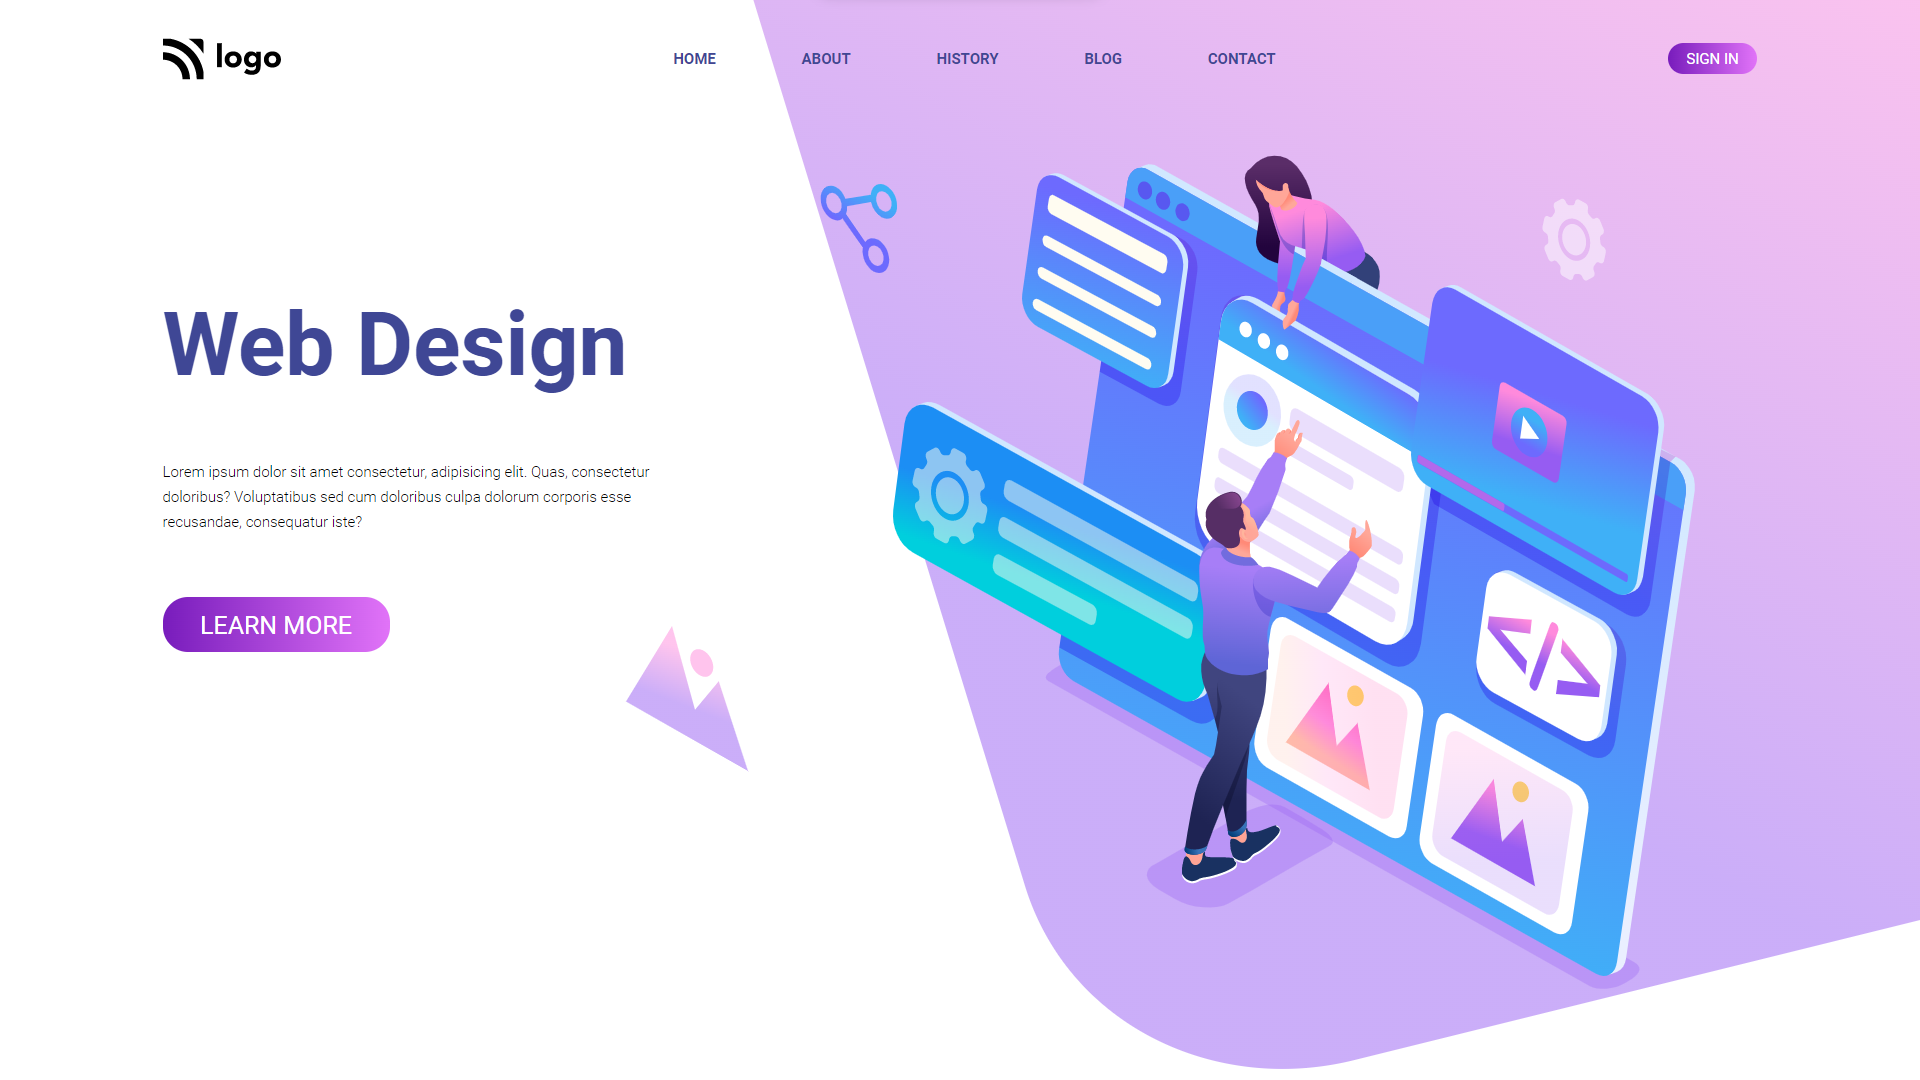 logo
HOME
ABOUT
HISTORY
BLOG
CONTACT
SIGN IN
Web Design
Lorem ipsum dolor sit amet consectetur, adipisicing elit. Quas, consectetur
doloribus? Voluptatibus sed cum doloribus culpa dolorum corporis esse
recusandae, consequatur iste?
LEARN MORE
</>